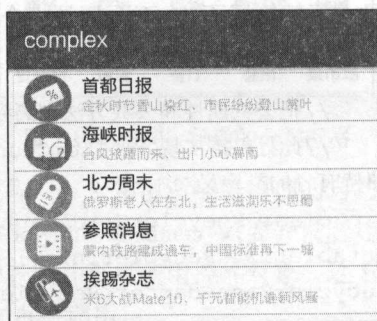 complex
首都日报
金秋时节香山染红，市民纷纷登山赏叶
海峡时报
台风接踵而来，出门小心暴雨
北方周末
俄罗斯老人在东北，生活滋润乐不思蜀
参照消息
蒙内铁路建成通车，中国标准再下一城
挨踢杂志
米6大战Mate10，千元智能机谁领风骚